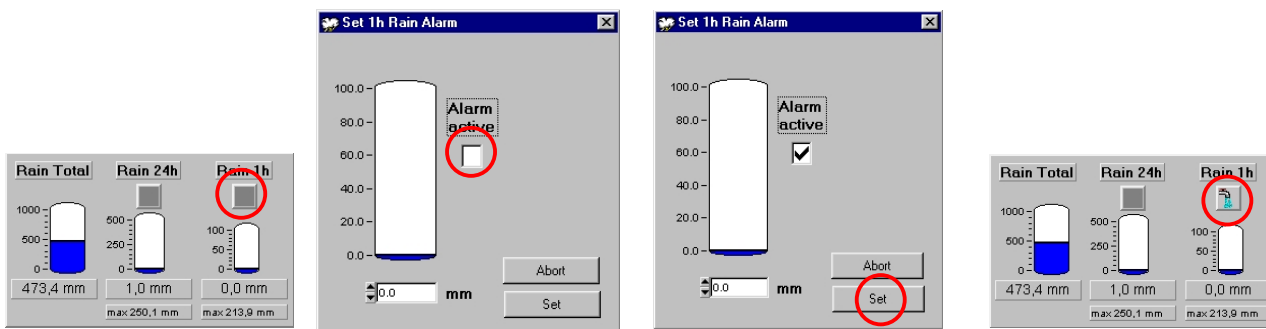 Rain Total Rain 24h Rain 1h
1000
500
0
500
250
0
100
50
0
473,4 mm 1,0 mm 0,0 mm
max 250,1 mm max 213,9 mm
Set 1h Rain Alarm
100.0
80.0
60.0
40.0
20.0
0.0
Alarm
active
0.0 mm
Abort
Set
Set 1h Rain Alarm
100.0
80.0
60.0
40.0
20.0
0.0
Alarm
active
0.0 mm
Abort
Set
Rain Total Rain 24h Rain 1h
1000
500
0
500
250
0
100
50
0
473,4 mm 1,0 mm 0,0 mm
max 250,1 mm max 213,9 mm